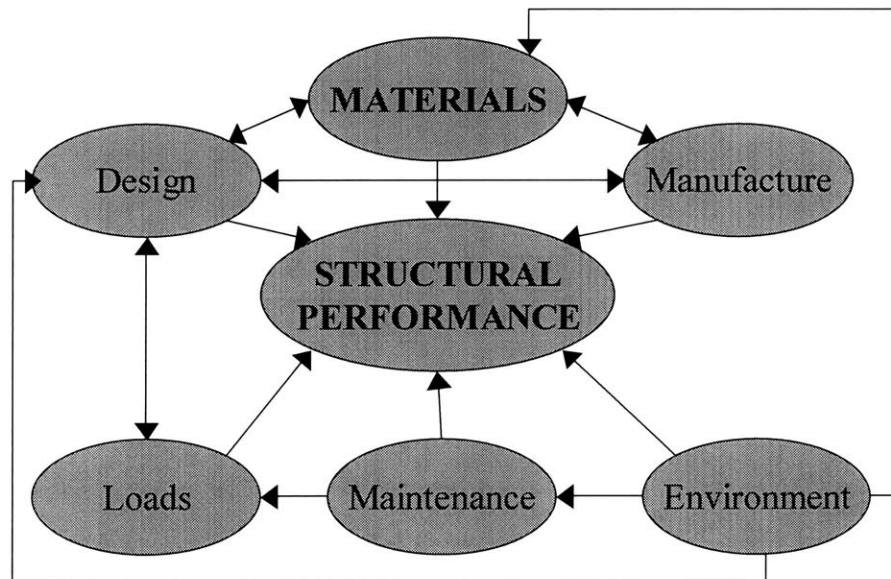 MATERIALS
Design
Manufacture
STRUCTURAL
PERFORMANCE
Loads
Maintenance
Environment